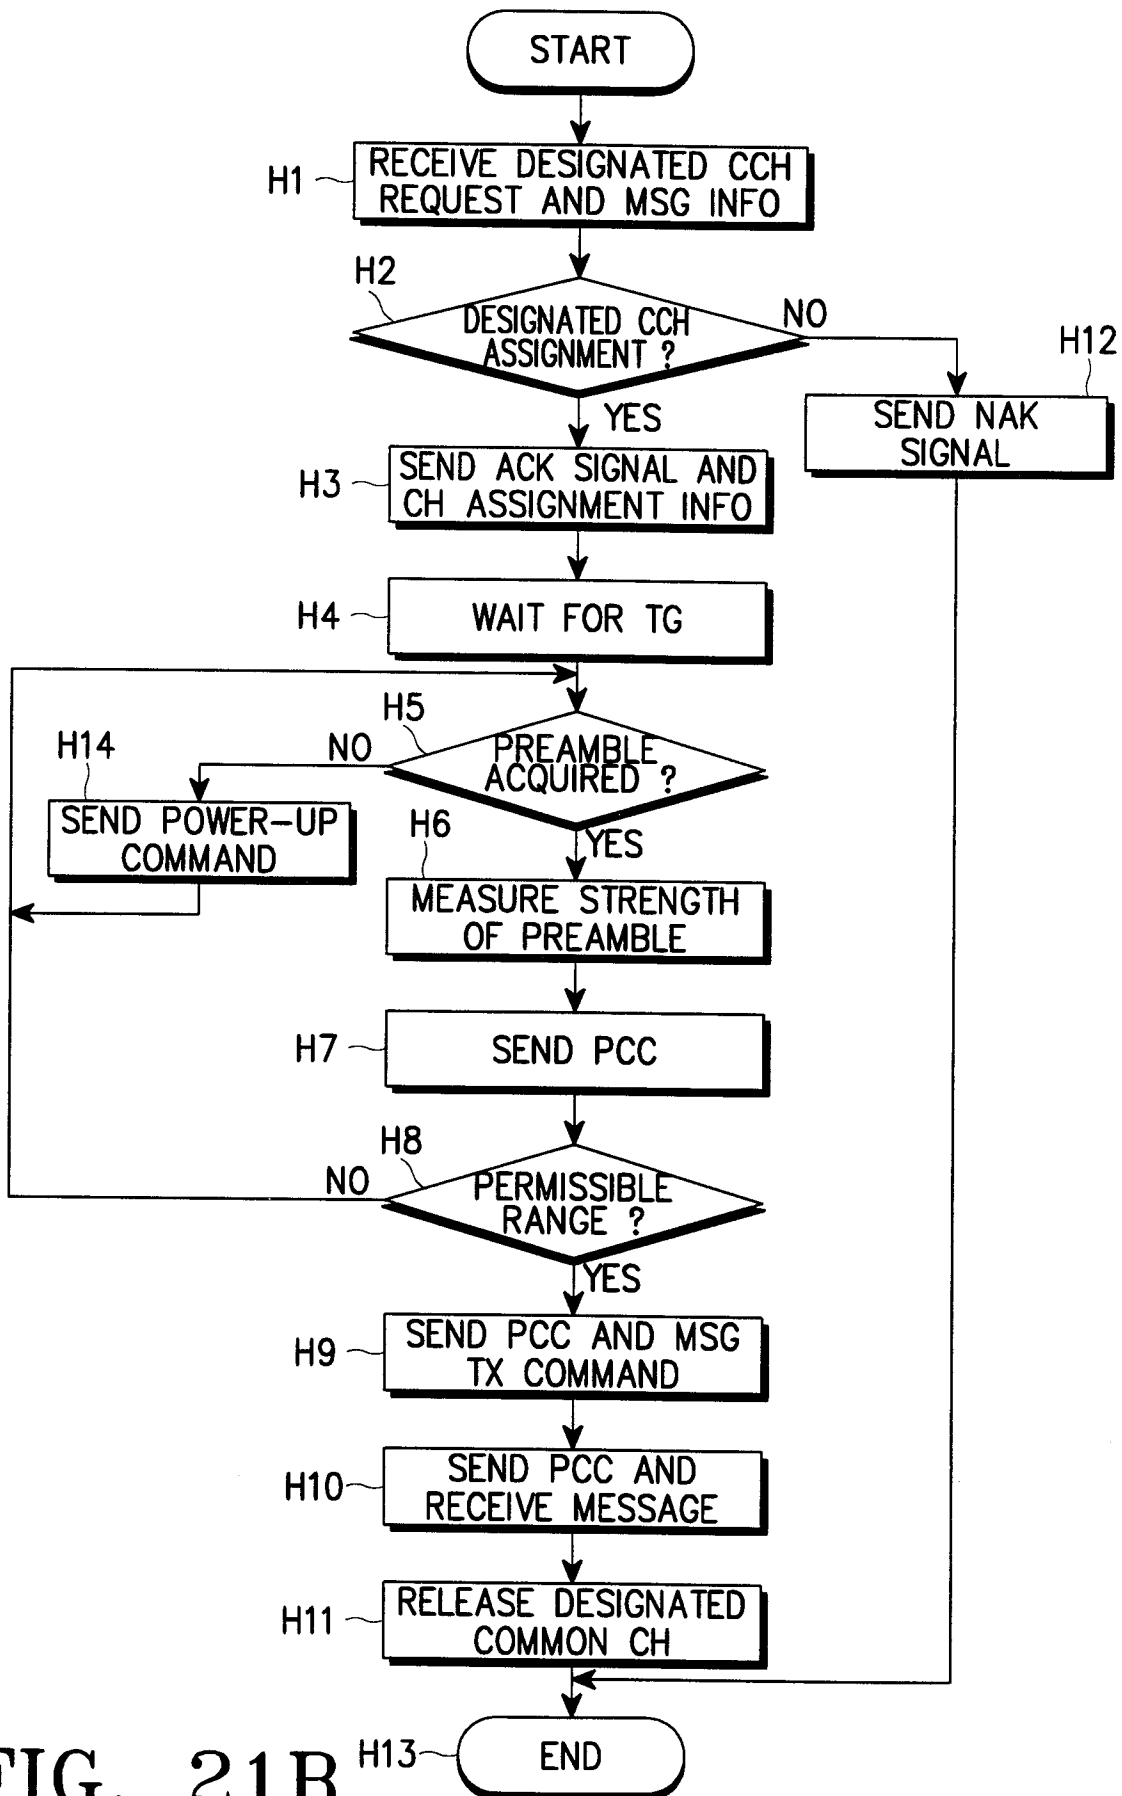 START
H1
RECEIVE DESIGNATED CCH
REQUEST AND MSG INFO
H2
DESIGNATED CCH
ASSIGNMENT ?
NO
YES
H12
SEND NAK
SIGNAL
H3
SEND ACK SIGNAL AND
CH ASSIGNMENT INFO
H4
WAIT FOR TG
H5
PREAMBLE
ACQUIRED ?
NO
YES
H14
SEND POWER-UP
COMMAND
H6
MEASURE STRENGTH
OF PREAMBLE
H7
SEND PCC
H8
PERMISSIBLE
RANGE ?
NO
YES
H9
SEND PCC AND MSG
TX COMMAND
H10
SEND PCC AND
RECEIVE MESSAGE
H11
RELEASE DESIGNATED
COMMON CH
H13
END
FIG. 21B